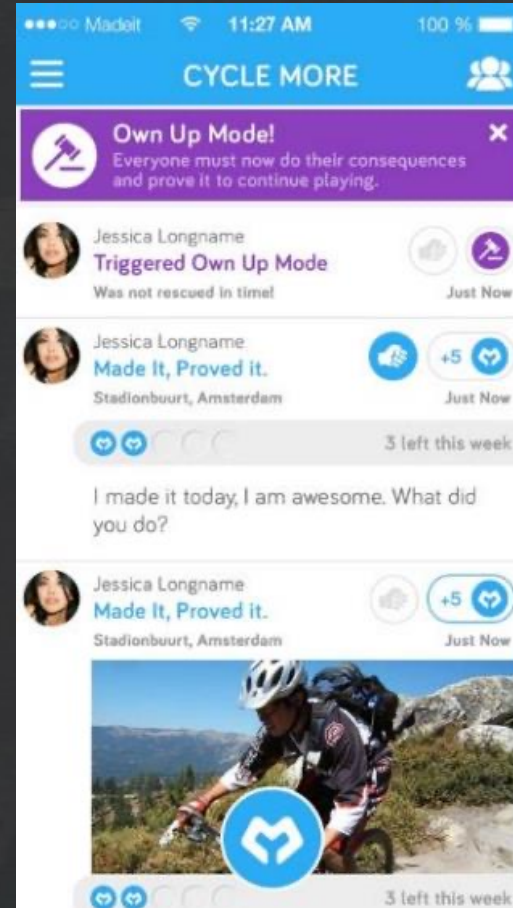 Madeit 11:27 AM 100 %
CYCLE MORE
Own Up Mode!
Everyone must now do their consequences
and prove it to continue playing.
Jessica Longname
Triggered Own Up Mode
Was not rescued in time! Just Now
Jessica Longname
Made It, Proved it. +5
Stadionbuurt, Amsterdam Just Now
3 left this week
I made it today, I am awesome. What did
you do?
Jessica Longname
Made It, Proved it. +5
Stadionbuurt, Amsterdam Just Now
3 left this week